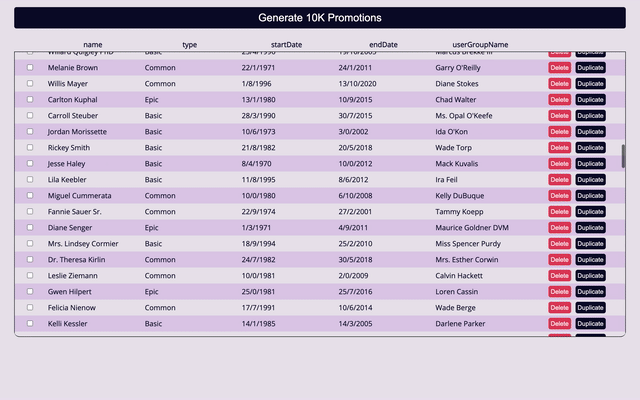 Generate 10K Promotions
name type startDate endDate userGroupName
Melanie Brown Common 22/1/1971 24/1/2011 Garry O'Reilly Delete Duplicate
Willis Mayer Common 1/8/1996 13/10/2020 Diane Stokes Delete Duplicate
Carlton Kuphal Epic 13/1/1980 10/9/2015 Chad Walter Delete Duplicate
Carroll Steuber Basic 28/3/1990 30/7/2015 Ms. Opal O'Keefe Delete Duplicate
Jordan Morissette Basic 10/6/1973 3/0/2002 Ida O'Kon Delete Duplicate
Rickey Smith Basic 21/8/1982 20/5/2018 Wade Torp Delete Duplicate
Jesse Haley Basic 8/4/1970 10/0/2012 Mack Kuvalis Delete Duplicate
Lila Keebler Basic 11/8/1995 8/6/2012 Ira Feil Delete Duplicate
Miguel Cummerata Common 10/0/1980 6/10/2008 Kelly DuBuque Delete Duplicate
Fannie Sauer Sr. Common 22/9/1974 27/2/2001 Tammy Koepp Delete Duplicate
Diane Senger Epic 1/3/1971 4/9/2011 Maurice Goldner DVM Delete Duplicate
Mrs. Lindsey Cormier Basic 18/9/1994 25/2/2010 Miss Spencer Purdy Delete Duplicate
Dr. Theresa Kirlin Common 24/7/1982 30/5/2018 Mrs. Esther Corwin Delete Duplicate
Leslie Ziemann Common 10/0/1981 2/0/2009 Calvin Hackett Delete Duplicate
Gwen Hilpert Epic 25/0/1981 25/7/2016 Loren Cassin Delete Duplicate
Felicia Nienow Common 17/7/1991 10/6/2014 Wade Berge Delete Duplicate
Kelli Kessler Basic 14/1/1985 14/3/2005 Darlene Parker Delete Duplicate